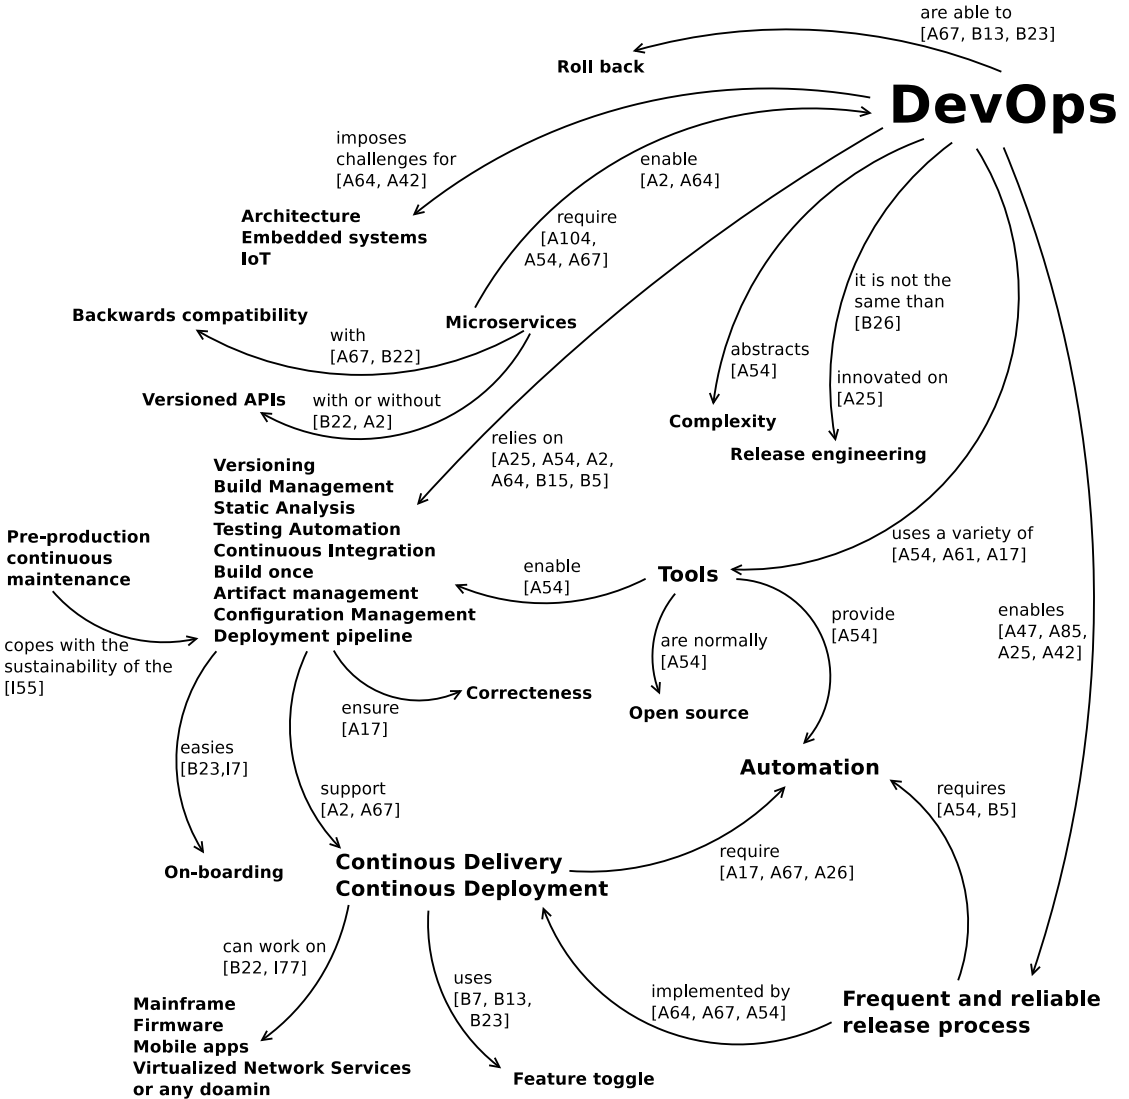 are able to
[A67, B13, B23]
Roll back
DevOps
imposes
challenges for
[A64, A42]
enable
[A2, A64]
Architecture
Embedded systems
IoT
require
[A104,
A54, A67]
it is not the
same than
[B26]
Backwards compatibility
Microservices
with
[A67, B22]
abstracts
[A54]
innovated on
[A25]
Versioned APIs
with or without
[B22, A2]
Complexity
Release engineering
relies on
[A25, A54, A2,
A64, B15, B5]
Versioning
Build Management
Static Analysis
Testing Automation
Continuous Integration
Build once
Artifact management
Configuration Management
Deployment pipeline
Pre-production
continuous
maintenance
uses a variety of
[A54, A61, A17]
enable
[A54]
Tools
copes with the
sustainability of the
[I55]
are normally
[A54]
provide
[A54]
enables
[A47, A85,
A25, A42]
Correcteness
ensure
[A17]
Open source
easies
[B23,I7]
support
[A2, A67]
Automation
requires
[A54, B5]
On-boarding
Continous Delivery
Continous Deployment
require
[A17, A67, A26]
can work on
[B22, I77]
uses
[B7, B13,
B23]
implemented by
[A64, A67, A54]
Frequent and reliable
release process
Mainframe
Firmware
Mobile apps
Virtualized Network Services
or any doamin
Feature toggle